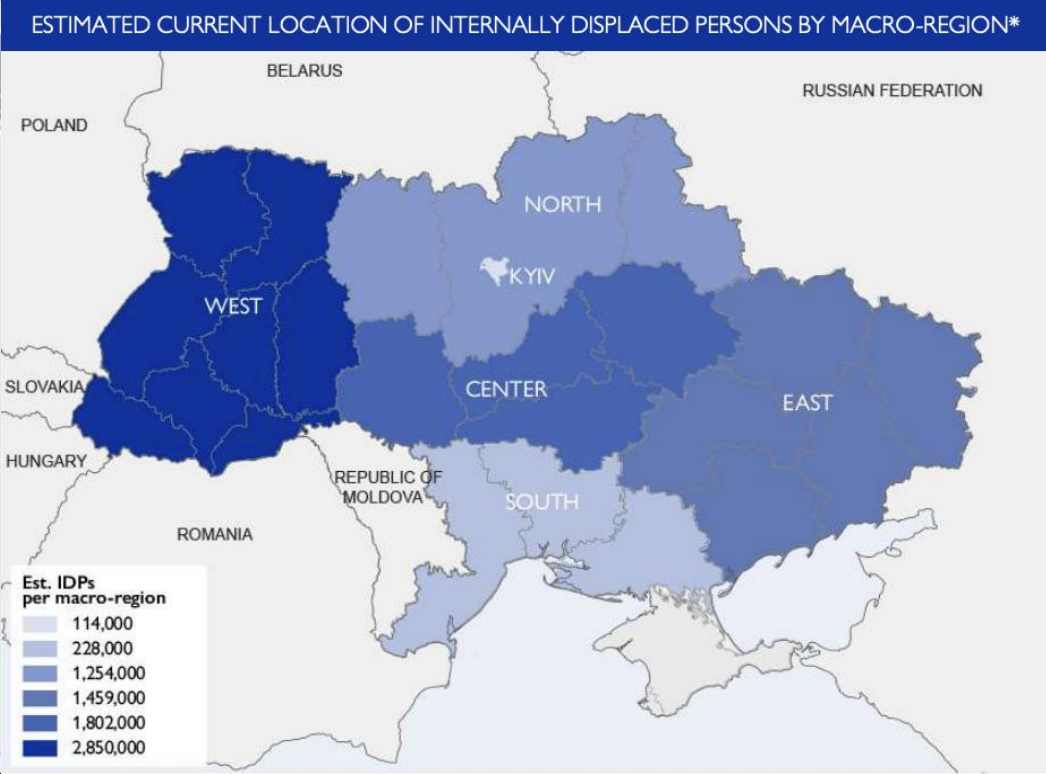 ESTIMATED CURRENT LOCATION OF INTERNALLY DISPLACED PERSONS BY MACRO-REGION*
BELARUS
RUSSIAN FEDERATION
POLAND
NORTH
KYIV
WEST
SLOVAKIA
CENTER
EAST
HUNGARY
REPUBLIC OF
MOLDOVA
SOUTH
ROMANIA
Est. IDPs
per macro-region
114,000
228,000
1,254,000
1,459,000
1,802,000
2,850,000